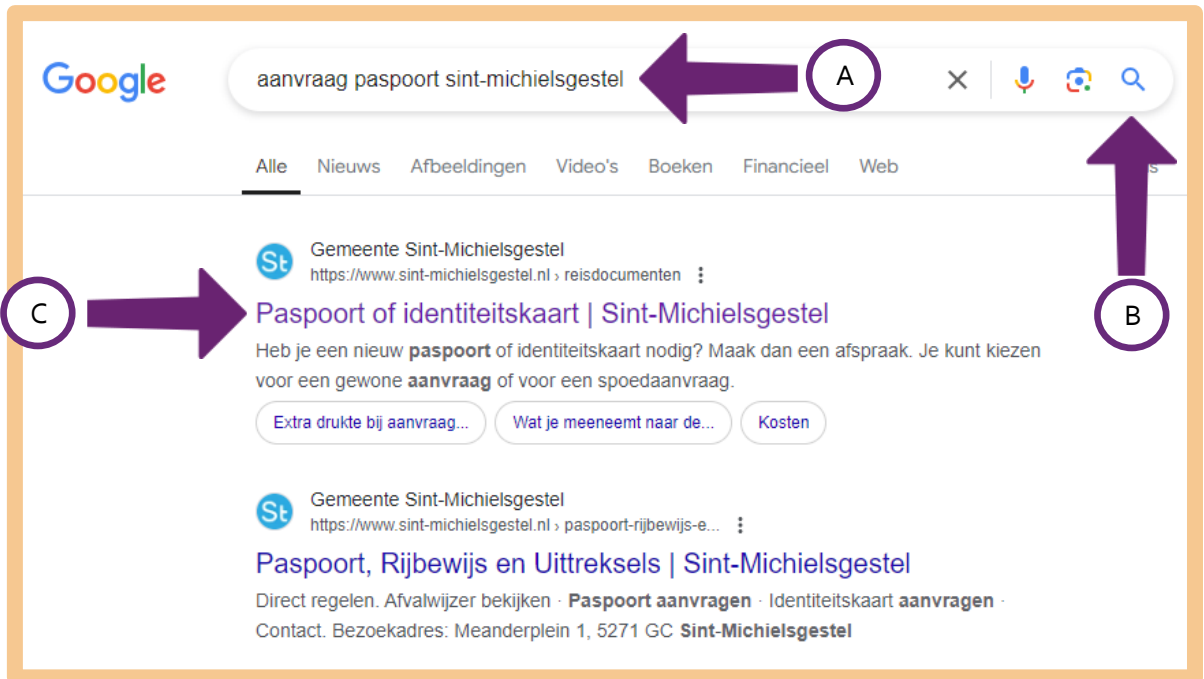 Google
aanvraag paspoort sint-michielsgestel
A
Alle Nieuws Afbeeldingen Video's Boeken Financieel Web
B
St
Gemeente Sint-Michielsgestel
https://www.sint-michielsgestel.nl › reisdocumenten
C
Paspoort of identiteitskaart | Sint-Michielsgestel
Heb je een nieuw paspoort of identiteitskaart nodig? Maak dan een afspraak. Je kunt kiezen
voor een gewone aanvraag of voor een spoedaanvraag.
Extra drukte bij aanvraag... Wat je meeneemt naar de... Kosten
St
Gemeente Sint-Michielsgestel
https://www.sint-michielsgestel.nl › paspoort-rijbewijs-e...
Paspoort, Rijbewijs en Uittreksels | Sint-Michielsgestel
Direct regelen. Afvalwijzer bekijken · Paspoort aanvragen · Identiteitskaart aanvragen ·
Contact. Bezoekadres: Meanderplein 1, 5271 GC Sint-Michielsgestel